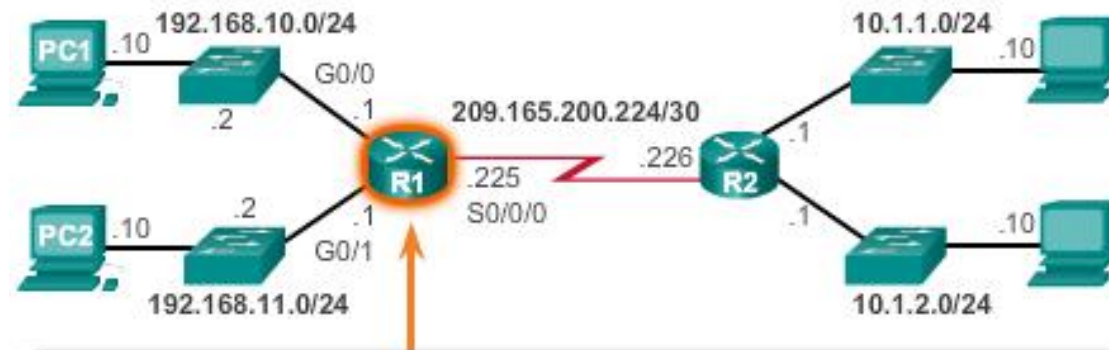 192.168.10.0/24
10.1.1.0/24
PC1
.10
.10
G0/0
.2
.1
209.165.200.224/30
.1
R1
.225
.226
R2
S0/0/0
PC2
.10
.2
.1
G0/1
.1
.10
192.168.11.0/24
10.1.2.0/24